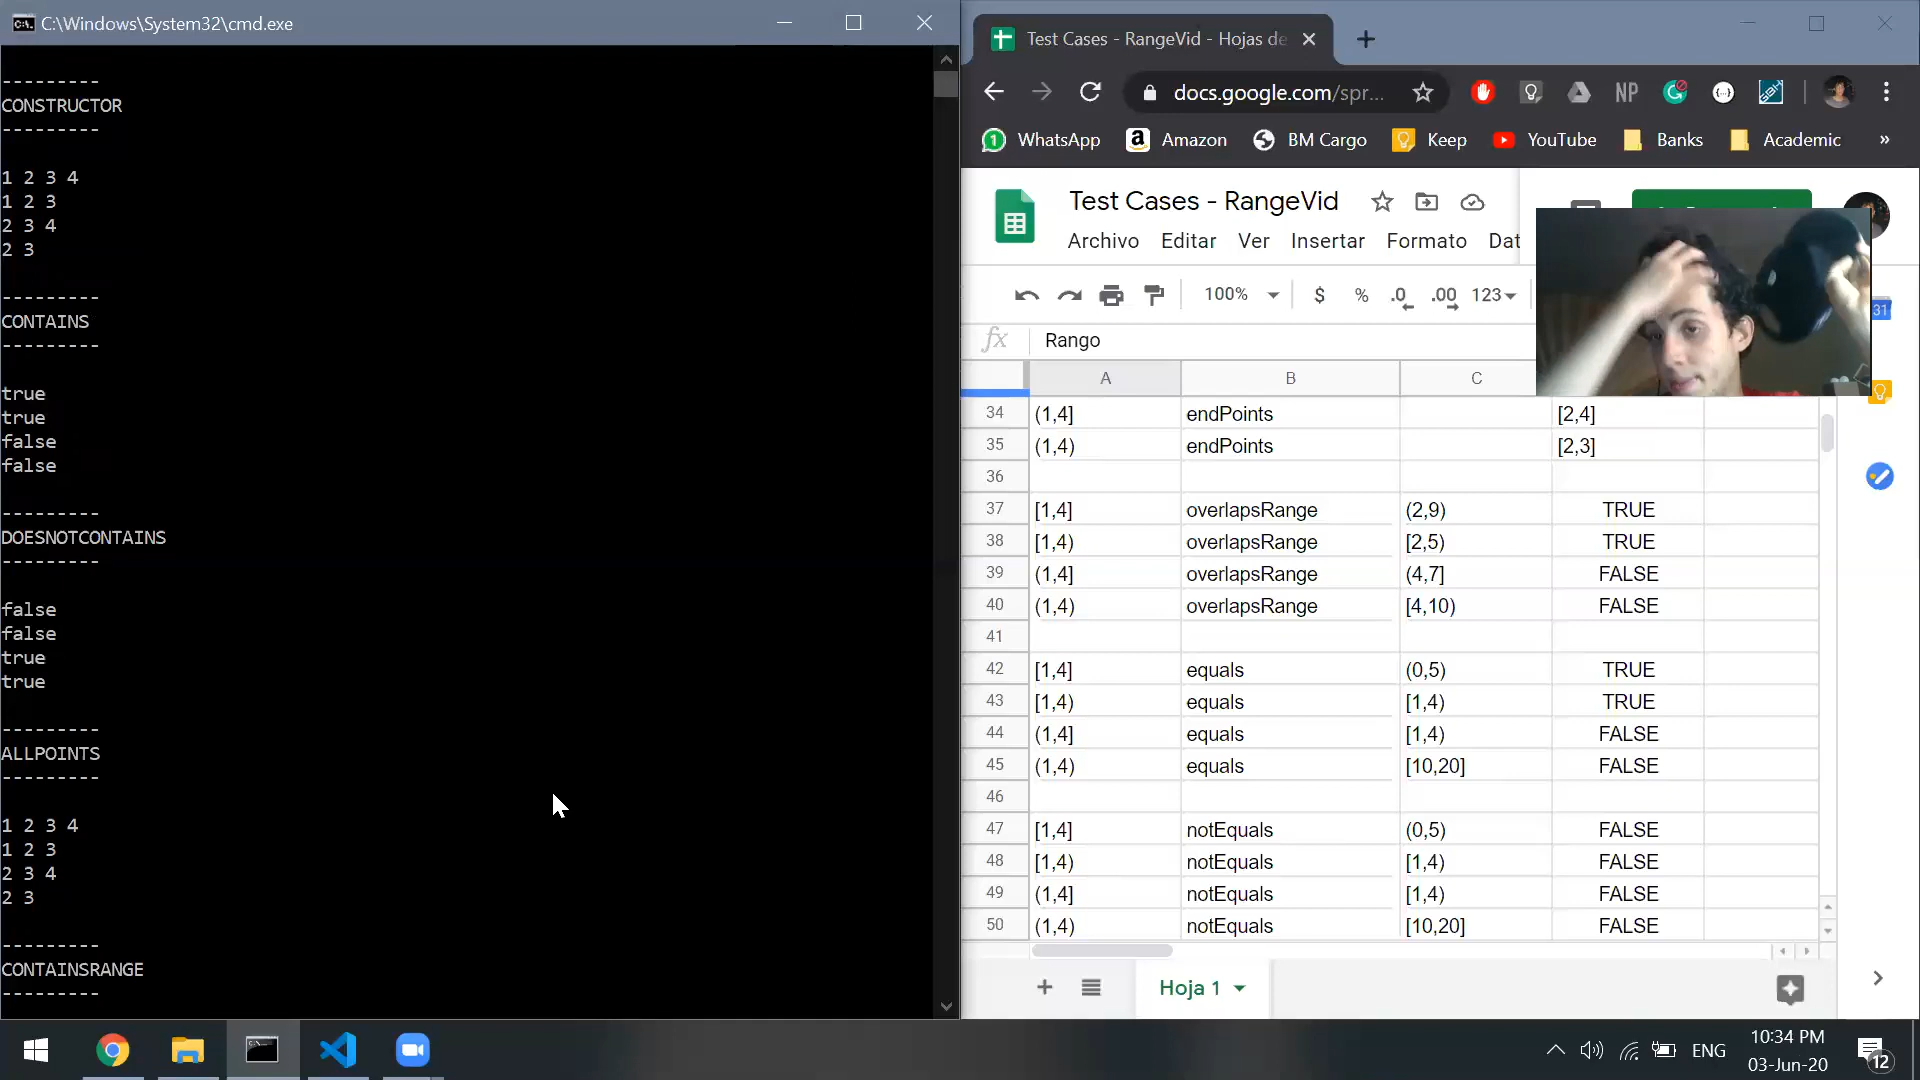 C:\Windows\System32\cmd.exe
---------
CONSTRUCTOR
---------
1 2 3 4
1 2 3
2 3 4
2 3
---------
CONTAINS
---------
true
true
false
false
---------
DOESNOTCONTAINS
---------
false
false
true
true
---------
ALLPOINTS
---------
1 2 3 4
1 2 3
2 3 4
2 3
---------
CONTAINSRANGE
---------
Test Cases - RangeVid - Hojas de
docs.google.com/spr...
NP
WhatsApp Amazon BM Cargo Keep YouTube Banks Academic »
Test Cases - RangeVid
Archivo Editar Ver Insertar Formato Dat
100% $ % .0 .00 123
31
fx Rango
A B C
34 (1,4] endPoints [2,4]
35 (1,4) endPoints [2,3]
36
37 [1,4] overlapsRange (2,9) TRUE
38 [1,4) overlapsRange [2,5) TRUE
39 (1,4] overlapsRange (4,7] FALSE
40 (1,4) overlapsRange [4,10) FALSE
41
42 [1,4] equals (0,5) TRUE
43 [1,4) equals [1,4) TRUE
44 (1,4] equals [1,4) FALSE
45 (1,4) equals [10,20] FALSE
46
47 [1,4] notEquals (0,5) FALSE
48 [1,4) notEquals [1,4) FALSE
49 (1,4] notEquals [1,4) FALSE
50 (1,4) notEquals [10,20] FALSE
Hoja 1
ENG
10:34 PM
03-Jun-20
12